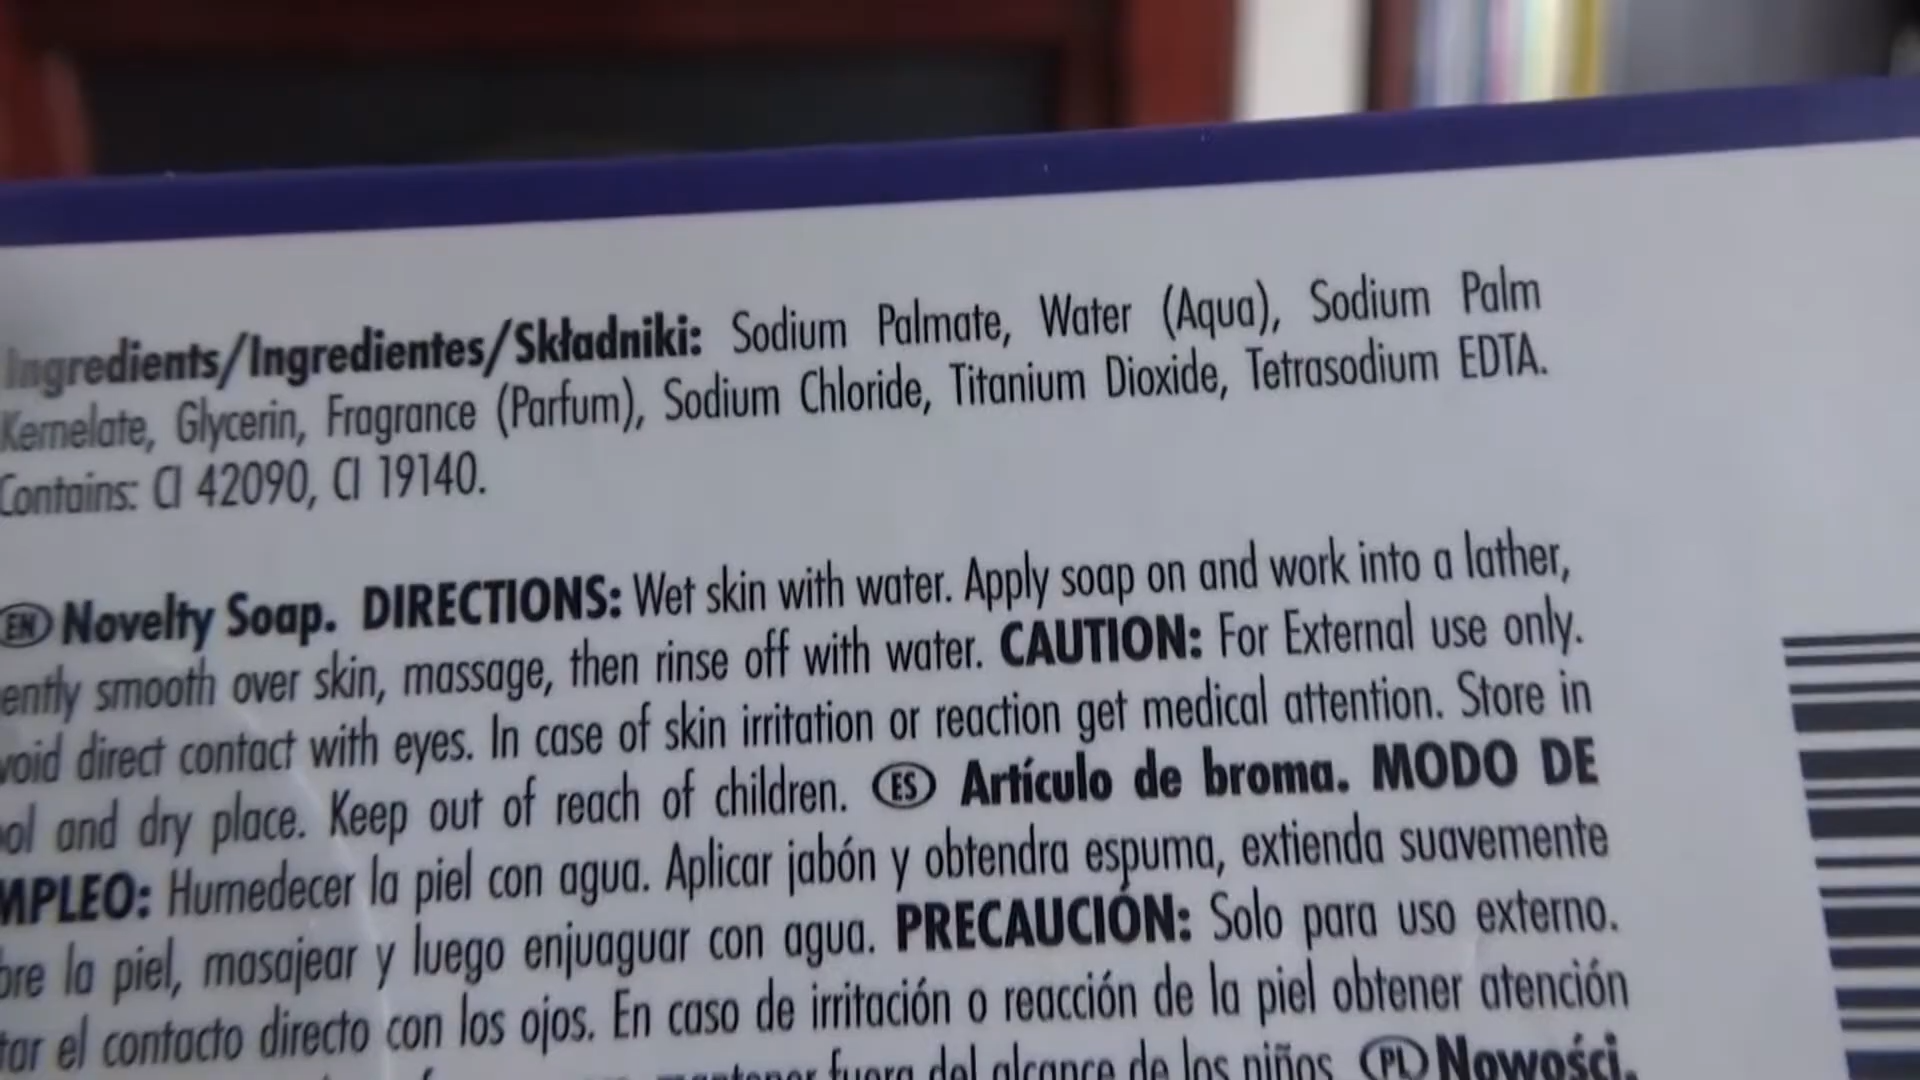 Ingredients/Ingredientes/Składniki: Sodium Palmate, Water (Aqua), Sodium Palm
Kernelate, Glycerin, Fragrance (Parfum), Sodium Chloride, Titanium Dioxide, Tetrasodium EDTA.
Contains: CI 42090, CI 19140.
EN Novelty Soap. DIRECTIONS: Wet skin with water. Apply soap on and work into a lather,
ently smooth over skin, massage, then rinse off with water. CAUTION: For External use only.
void direct contact with eyes. In case of skin irritation or reaction get medical attention. Store in
ol and dry place. Keep out of reach of children. ES Artículo de broma. MODO DE
MPLEO: Humedecer la piel con agua. Aplicar jabón y obtendra espuma, extienda suavemente
bre la piel, masajear y luego enjuaguar con agua. PRECAUCIÓN: Solo para uso externo.
tar el contacto directo con los ojos. En caso de irritación o reacción de la piel obtener atención
mantener fuera del alcance de los niños. PL Nowości.